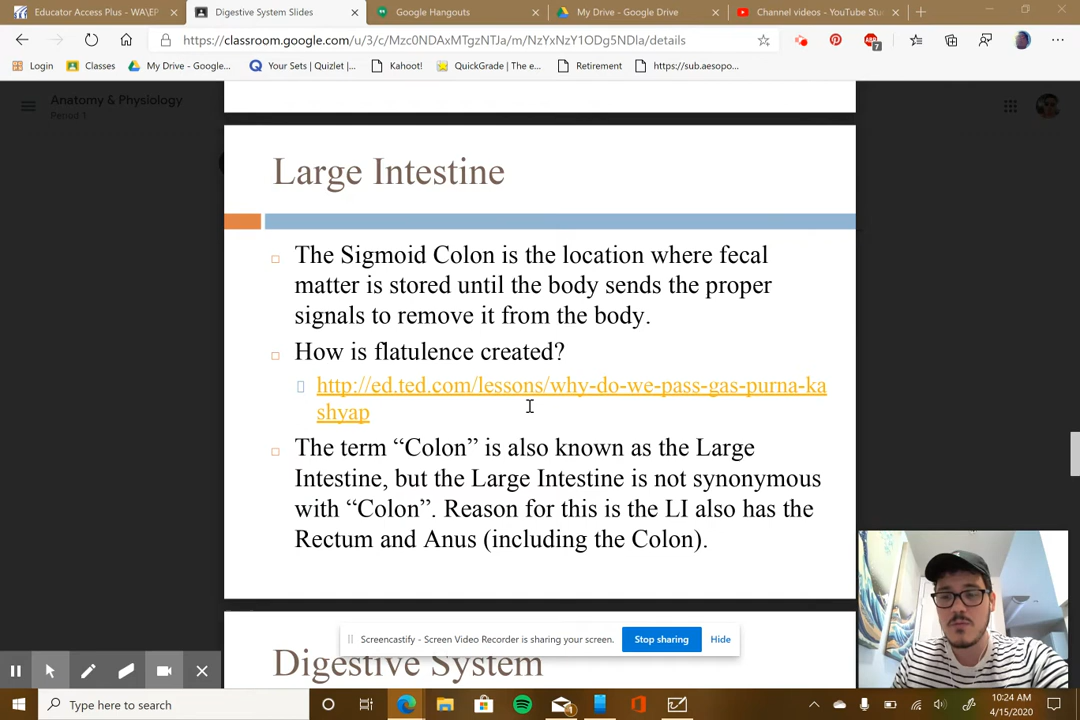 Educator Access Plus - WA\EP
Digestive System Slides
Google Hangouts
My Drive - Google Drive
Channel videos - YouTube Stu
https://classroom.google.com/u/3/c/Mzc0NDAxMTgzNTJa/m/NzYxNzY1ODg5NDla/details
7
Login
Classes
My Drive - Google...
Your Sets | Quizlet |...
Kahoot!
QuickGrade | The e...
Retirement
https://sub.aesopo...
Anatomy & Physiology
Period 1
Large Intestine
The Sigmoid Colon is the location where fecal
matter is stored until the body sends the proper
signals to remove it from the body.
How is flatulence created?
http://ed.ted.com/lessons/why-do-we-pass-gas-purna-ka
shyap
The term “Colon” is also known as the Large
Intestine, but the Large Intestine is not synonymous
with “Colon”. Reason for this is the LI also has the
Rectum and Anus (including the Colon).
Screencastify - Screen Video Recorder is sharing your screen.
Stop sharing
Hide
Digestive System
Type here to search
10:24 AM
4/15/2020